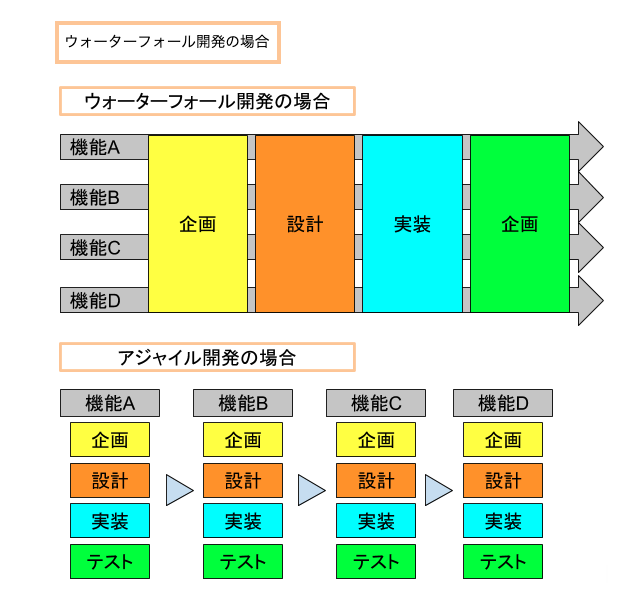 ウォーターフォール開発の場合
ウォーターフォール開発の場合
機能A
機能B
機能C
機能D
企画
設計
実装
企画
アジャイル開発の場合
機能A 機能B 機能C 機能D
企画 企画 企画 企画
設計 設計 設計 設計
実装 実装 実装 実装
テスト テスト テスト テスト